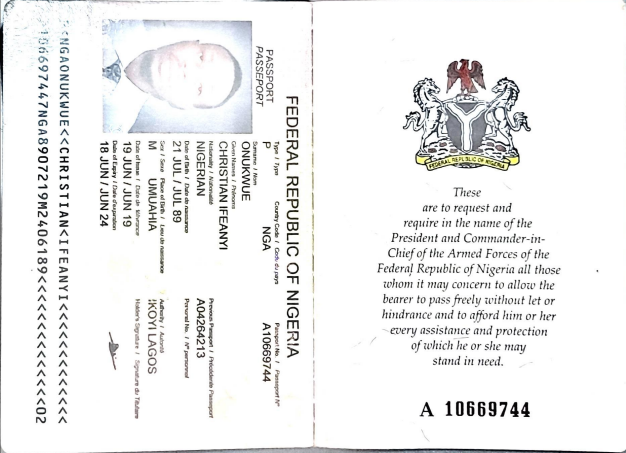 FEDERAL REPUBLIC OF NIGERIA
PASSPORT
PASSEPORT
Type / Type
Country Code / Code du pays
Passport No. / Passeport N°
P
NGA
A10669744
Surname / Nom
ONUKWUE
Given Names / Prénoms
CHRISTIAN IFEANYI
Nationality / Nationalité
Previous Passport / Précédente Passeport
NIGERIAN
A04264213
Date of Birth / Date de naissance
Personal No. / N° personnel
21 JUL / JUL 89
Sex / Sexe
Place of Birth / Lieu de naissance
Authority / Autorité
M
UMUAHIA
IKOYI LAGOS
Date of Issue / Date de délivrance
Holder's Signature / Signature du Titulaire
19 JUN / JUN 19
Date of Expiry / Date d'expiration
18 JUN / JUN 24
NGAONUKWUE<<CHRISTIAN<IFEANYI<<<<<<<<<<<<<
447NGA8907219M2406189<<<<<<<<<<<<<<02
FEDERAL REPUBLIC OF NIGERIA
These
are to request and
require in the name of the
President and Commander-in-
Chief of the Armed Forces of the
Federal Republic of Nigeria all those
whom it may concern to allow the
bearer to pass freely without let or
hindrance and to afford him or her
every assistance and protection
of which he or she may
stand in need.
A 10669744